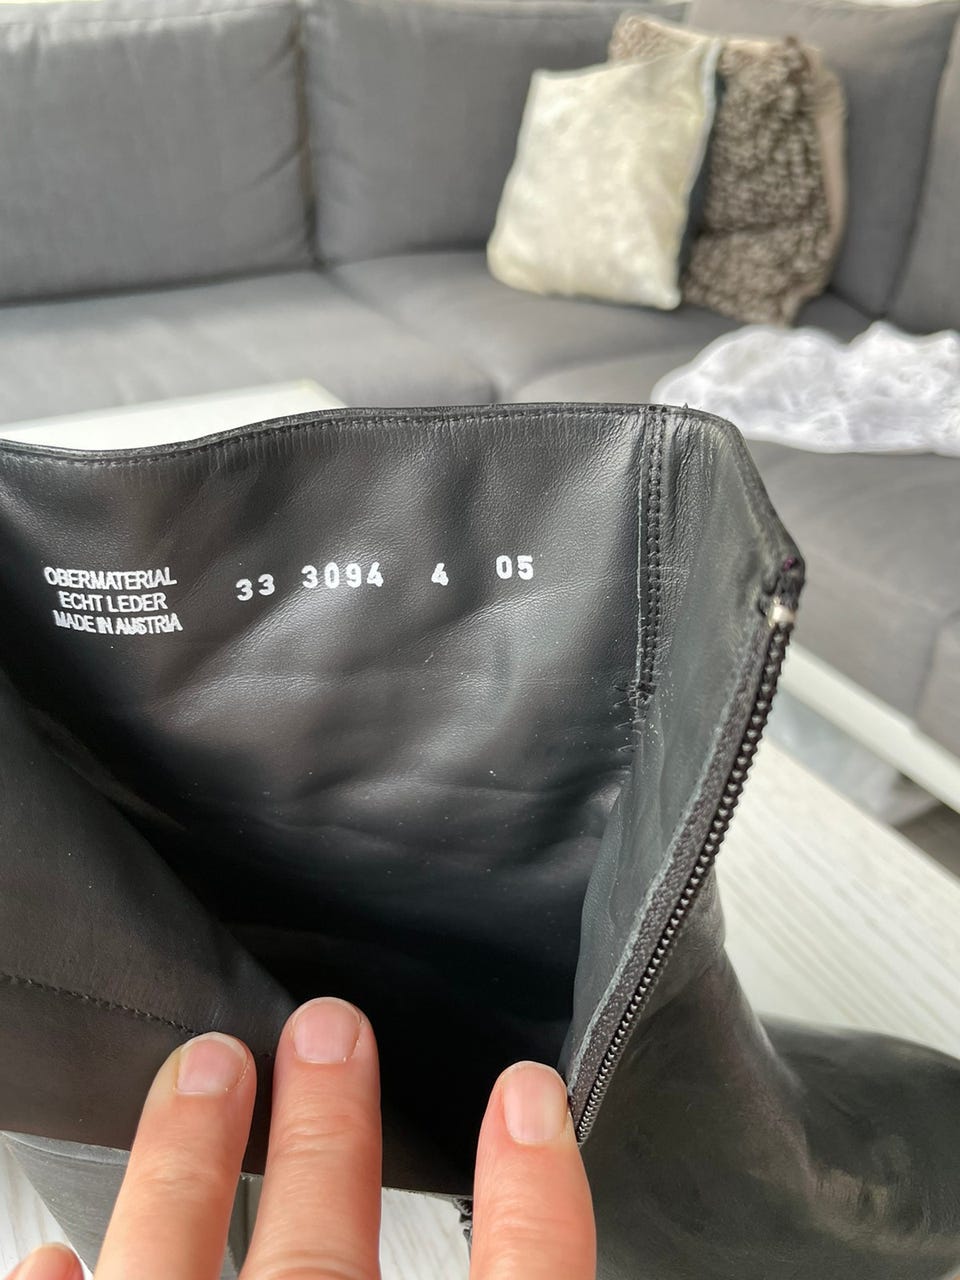 OBERMATERIAL
ECHT LEDER
MADE IN AUSTRIA
33 3094 4 05